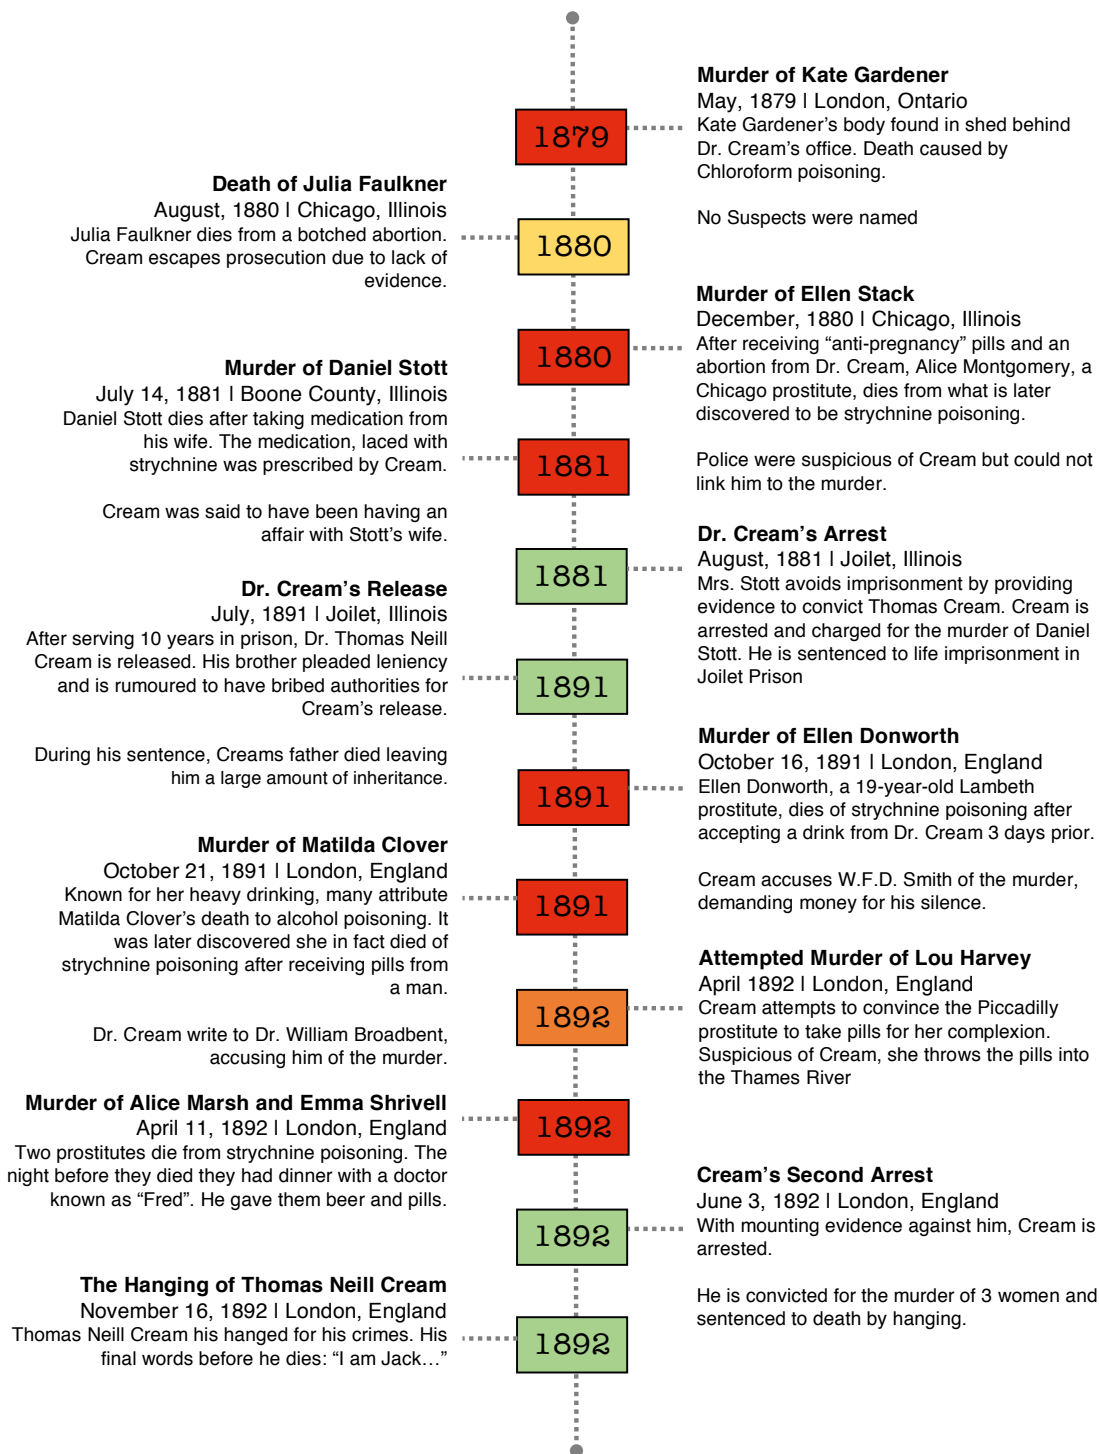 Murder of Kate Gardener
May, 1879 | London, Ontario
Kate Gardener's body found in shed behind
Dr. Cream's office. Death caused by
Chloroform poisoning.
No Suspects were named
1879
Death of Julia Faulkner
August, 1880 | Chicago, Illinois
Julia Faulkner dies from a botched abortion.
Cream escapes prosecution due to lack of
evidence.
1880
Murder of Ellen Stack
December, 1880 | Chicago, Illinois
After receiving “anti-pregnancy” pills and an
abortion from Dr. Cream, Alice Montgomery, a
Chicago prostitute, dies from what is later
discovered to be strychnine poisoning.
Police were suspicious of Cream but could not
link him to the murder.
1880
Murder of Daniel Stott
July 14, 1881 | Boone County, Illinois
Daniel Stott dies after taking medication from
his wife. The medication, laced with
strychnine was prescribed by Cream.
Cream was said to have been having an
affair with Stott's wife.
1881
Dr. Cream's Arrest
August, 1881 | Joilet, Illinois
Mrs. Stott avoids imprisonment by providing
evidence to convict Thomas Cream. Cream is
arrested and charged for the murder of Daniel
Stott. He is sentenced to life imprisonment in
Joilet Prison
1881
Dr. Cream's Release
July, 1891 | Joilet, Illinois
After serving 10 years in prison, Dr. Thomas Neill
Cream is released. His brother pleaded leniency
and is rumoured to have bribed authorities for
Cream's release.
During his sentence, Creams father died leaving
him a large amount of inheritance.
1891
Murder of Ellen Donworth
October 16, 1891 | London, England
Ellen Donworth, a 19-year-old Lambeth
prostitute, dies of strychnine poisoning after
accepting a drink from Dr. Cream 3 days prior.
Cream accuses W.F.D. Smith of the murder,
demanding money for his silence.
1891
Murder of Matilda Clover
October 21, 1891 | London, England
Known for her heavy drinking, many attribute
Matilda Clover's death to alcohol poisoning. It
was later discovered she in fact died of
strychnine poisoning after receiving pills from
a man.
Dr. Cream write to Dr. William Broadbent,
accusing him of the murder.
1891
Attempted Murder of Lou Harvey
April 1892 | London, England
Cream attempts to convince the Piccadilly
prostitute to take pills for her complexion.
Suspicious of Cream, she throws the pills into
the Thames River
1892
Murder of Alice Marsh and Emma Shrivell
April 11, 1892 | London, England
Two prostitutes die from strychnine poisoning. The
night before they died they had dinner with a doctor
known as “Fred”. He gave them beer and pills.
1892
Cream's Second Arrest
June 3, 1892 | London, England
With mounting evidence against him, Cream is
arrested.
He is convicted for the murder of 3 women and
sentenced to death by hanging.
1892
The Hanging of Thomas Neill Cream
November 16, 1892 | London, England
Thomas Neill Cream his hanged for his crimes. His
final words before he dies: “I am Jack…”
1892